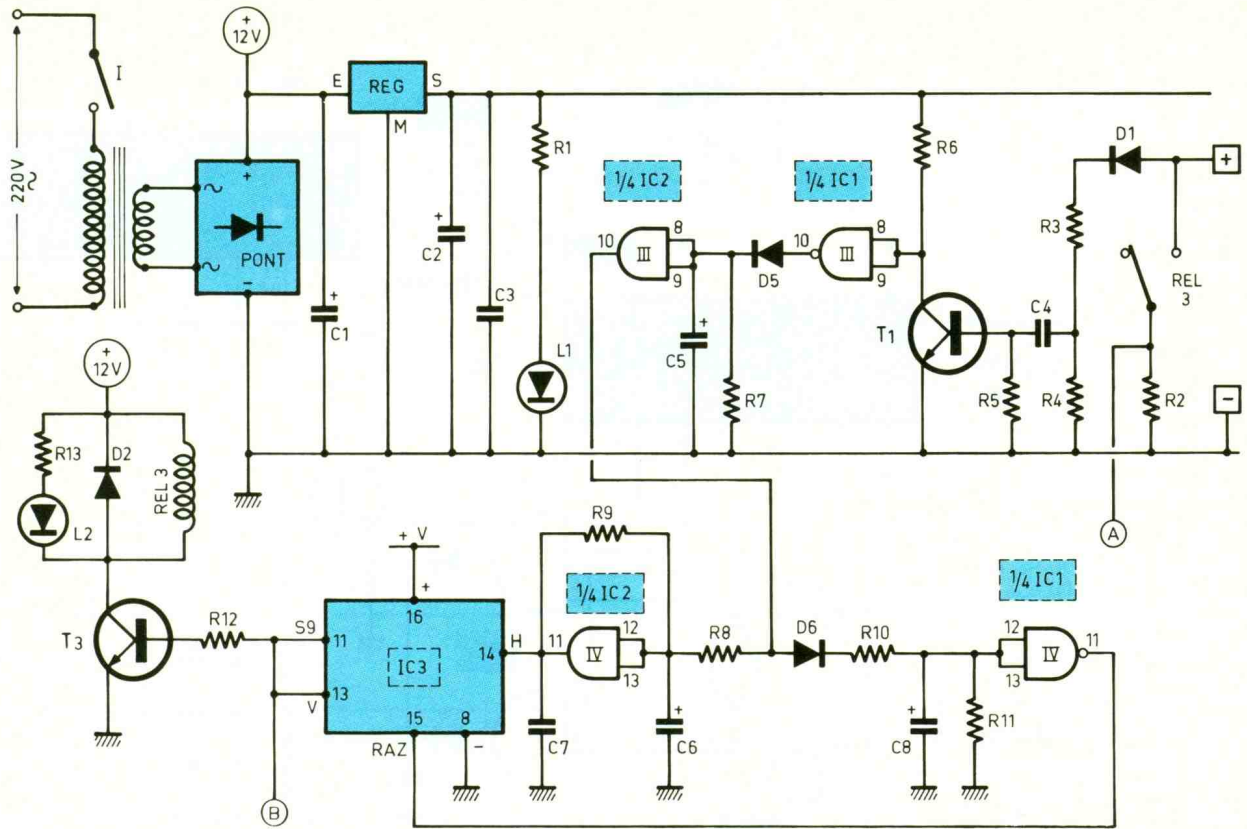 +
12V
I
220V~
E
REG
S
M
R1
R6
D1
+
1/4 IC2
1/4 IC1
~
+
PONT
~
-
+
C2
10
III
8
9
D5
10
III
8
9
R3
REL
3
+
C1
C3
L1
+
C5
R7
T1
C4
R5
R4
R2
-
+
12V
R13
D2
REL 3
L2
A
R9
+ V
+
16
1/4 IC2
1/4 IC1
T3
R12
S9
11
IC3
14
H
11
IV
12
13
R8
D6
R10
12
13
IV
11
V
13
15
8
RAZ
-
C7
+
C6
+
C8
R11
B